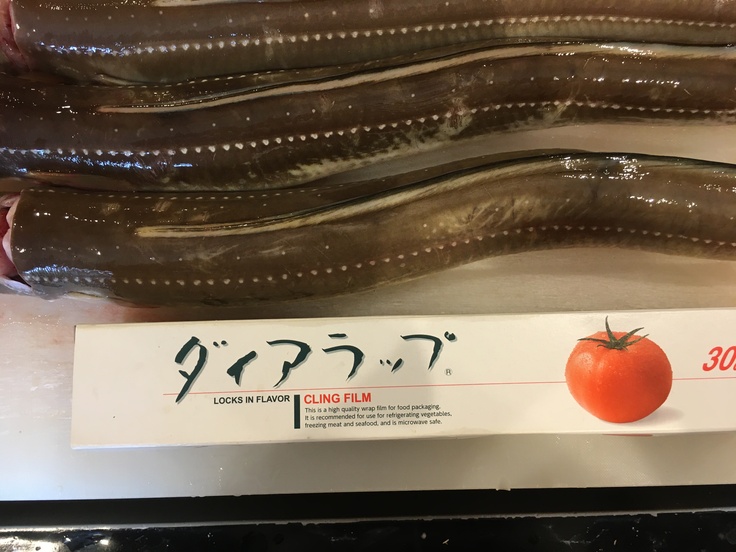 ダイアラップ®
30
LOCKS IN FLAVOR
CLING FILM
This is a high quality wrap film for food packaging.
It is recommended for use for refrigerating vegetables,
freezing meat and seafood, and is microwave safe.